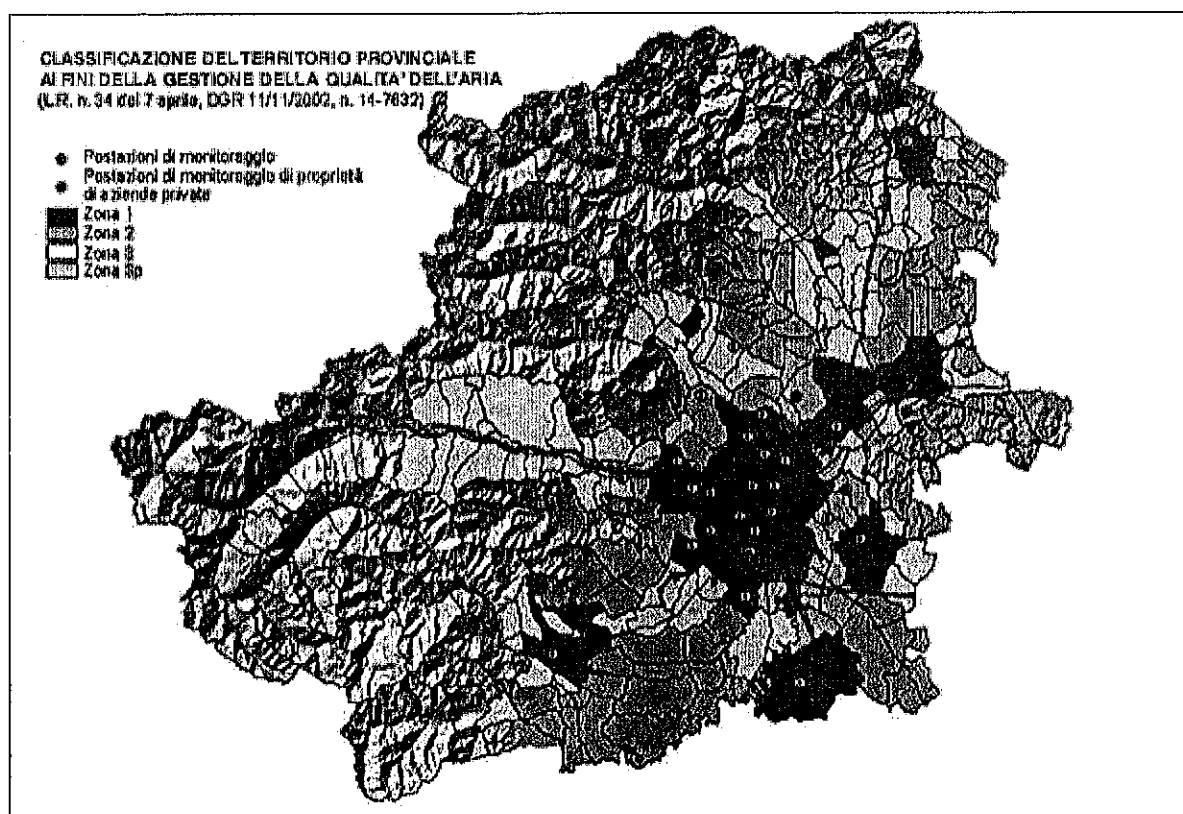 CLASSIFICAZIONE DEL TERRITORIO PROVINCIALE
AI FINI DELLA GESTIONE DELLA QUALITA' DELL'ARIA
(L.R. n. 34 del 7 aprile, DGR 11/11/2002, n. 14-7632)
Postazioni di monitoraggio
Postazioni di monitoraggio di proprietà
di aziende private
Zona 1
Zona 2
Zona 3
Zona 3p